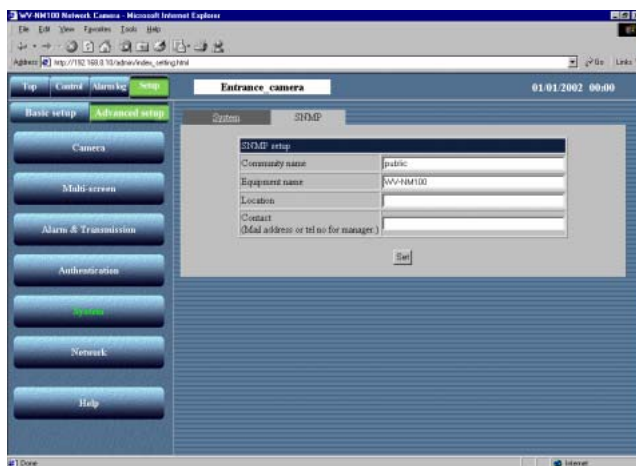 WV-NM100 Network Camera - Microsoft Internet Explorer
File Edit View Favorites Tools Help
Address http://192.168.0.10/admin/index_setting.html
Go Links
Top Control Alarm log Setup
Entrance_camera
01/01/2002 00:00
Basic setup Advanced setup
System SNMP
Camera
Multi-screen
Alarm & Transmission
Authentication
System
Network
Help
SNMP setup
Community name public
Equipment name WV-NM100
Location
Contact
(Mail address or tel no for manager.)
Set
Done
Internet